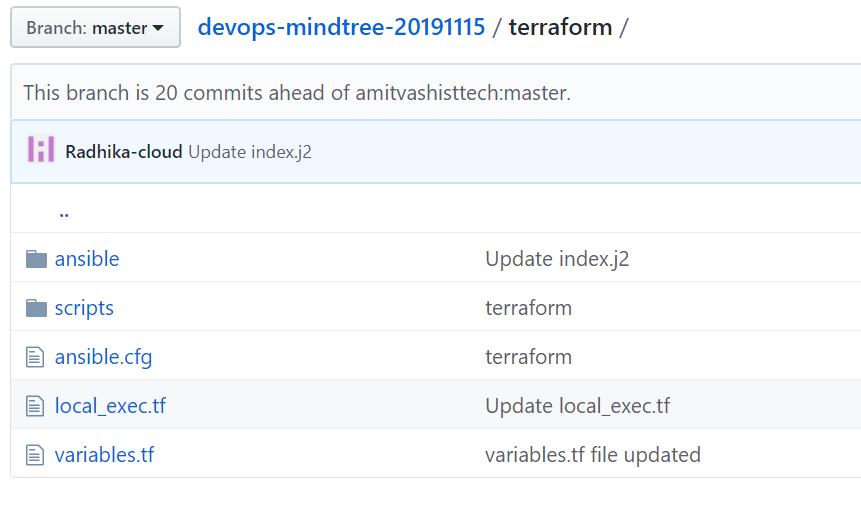 Branch: master devops-mindtree-20191115 / terraform /
This branch is 20 commits ahead of amitvashisttech:master.
Radhika-cloud Update index.j2
..
ansible Update index.j2
scripts terraform
ansible.cfg terraform
local_exec.tf Update local_exec.tf
variables.tf variables.tf file updated